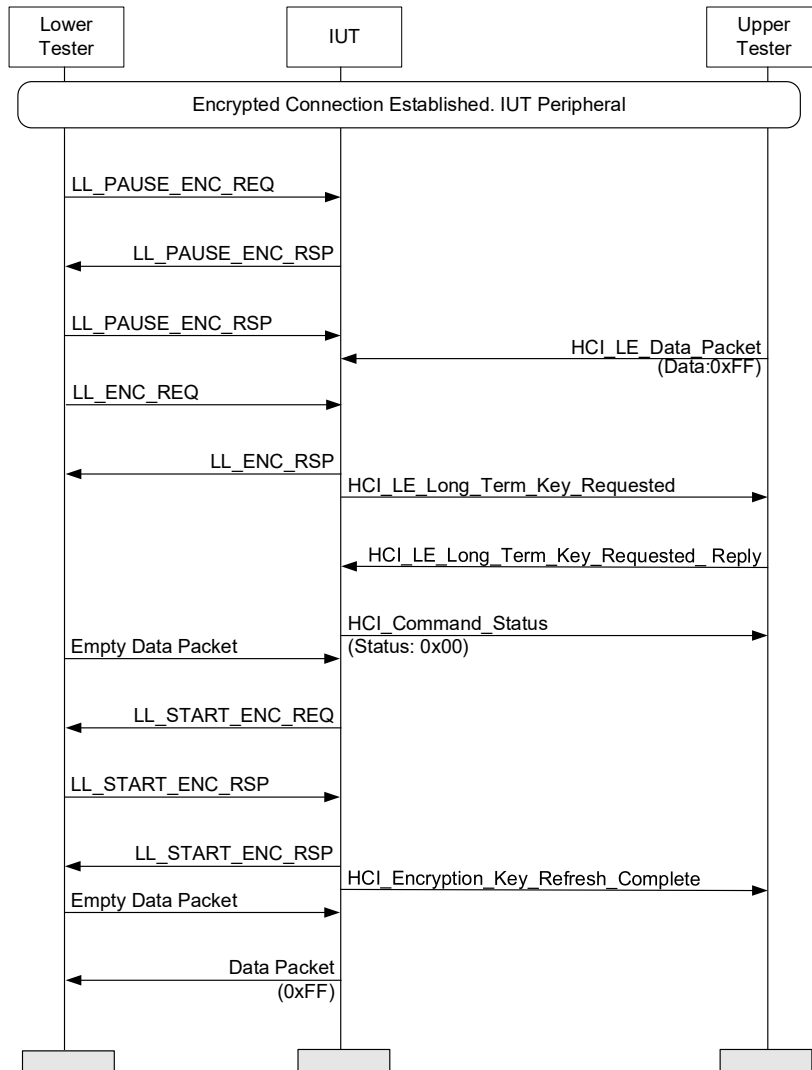 Lower
Tester
IUT
Upper
Tester
Encrypted Connection Established. IUT Peripheral
LL_PAUSE_ENC_REQ
LL_PAUSE_ENC_RSP
LL_PAUSE_ENC_RSP
HCI_LE_Data_Packet
(Data:0xFF)
LL_ENC_REQ
LL_ENC_RSP
HCI_LE_Long_Term_Key_Requested
HCI_LE_Long_Term_Key_Requested_ Reply
HCI_Command_Status
(Status: 0x00)
Empty Data Packet
LL_START_ENC_REQ
LL_START_ENC_RSP
LL_START_ENC_RSP
HCI_Encryption_Key_Refresh_Complete
Empty Data Packet
Data Packet
(0xFF)